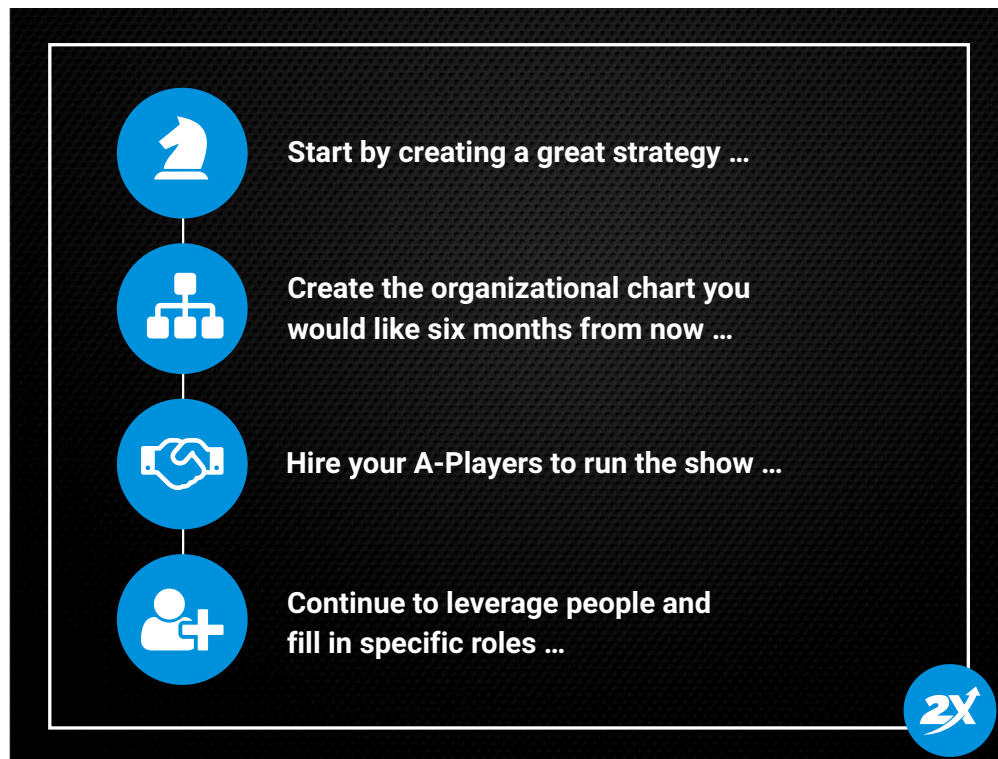 Start by creating a great strategy …
Create the organizational chart you
would like six months from now …
Hire your A-Players to run the show …
Continue to leverage people and
fill in specific roles …
2X